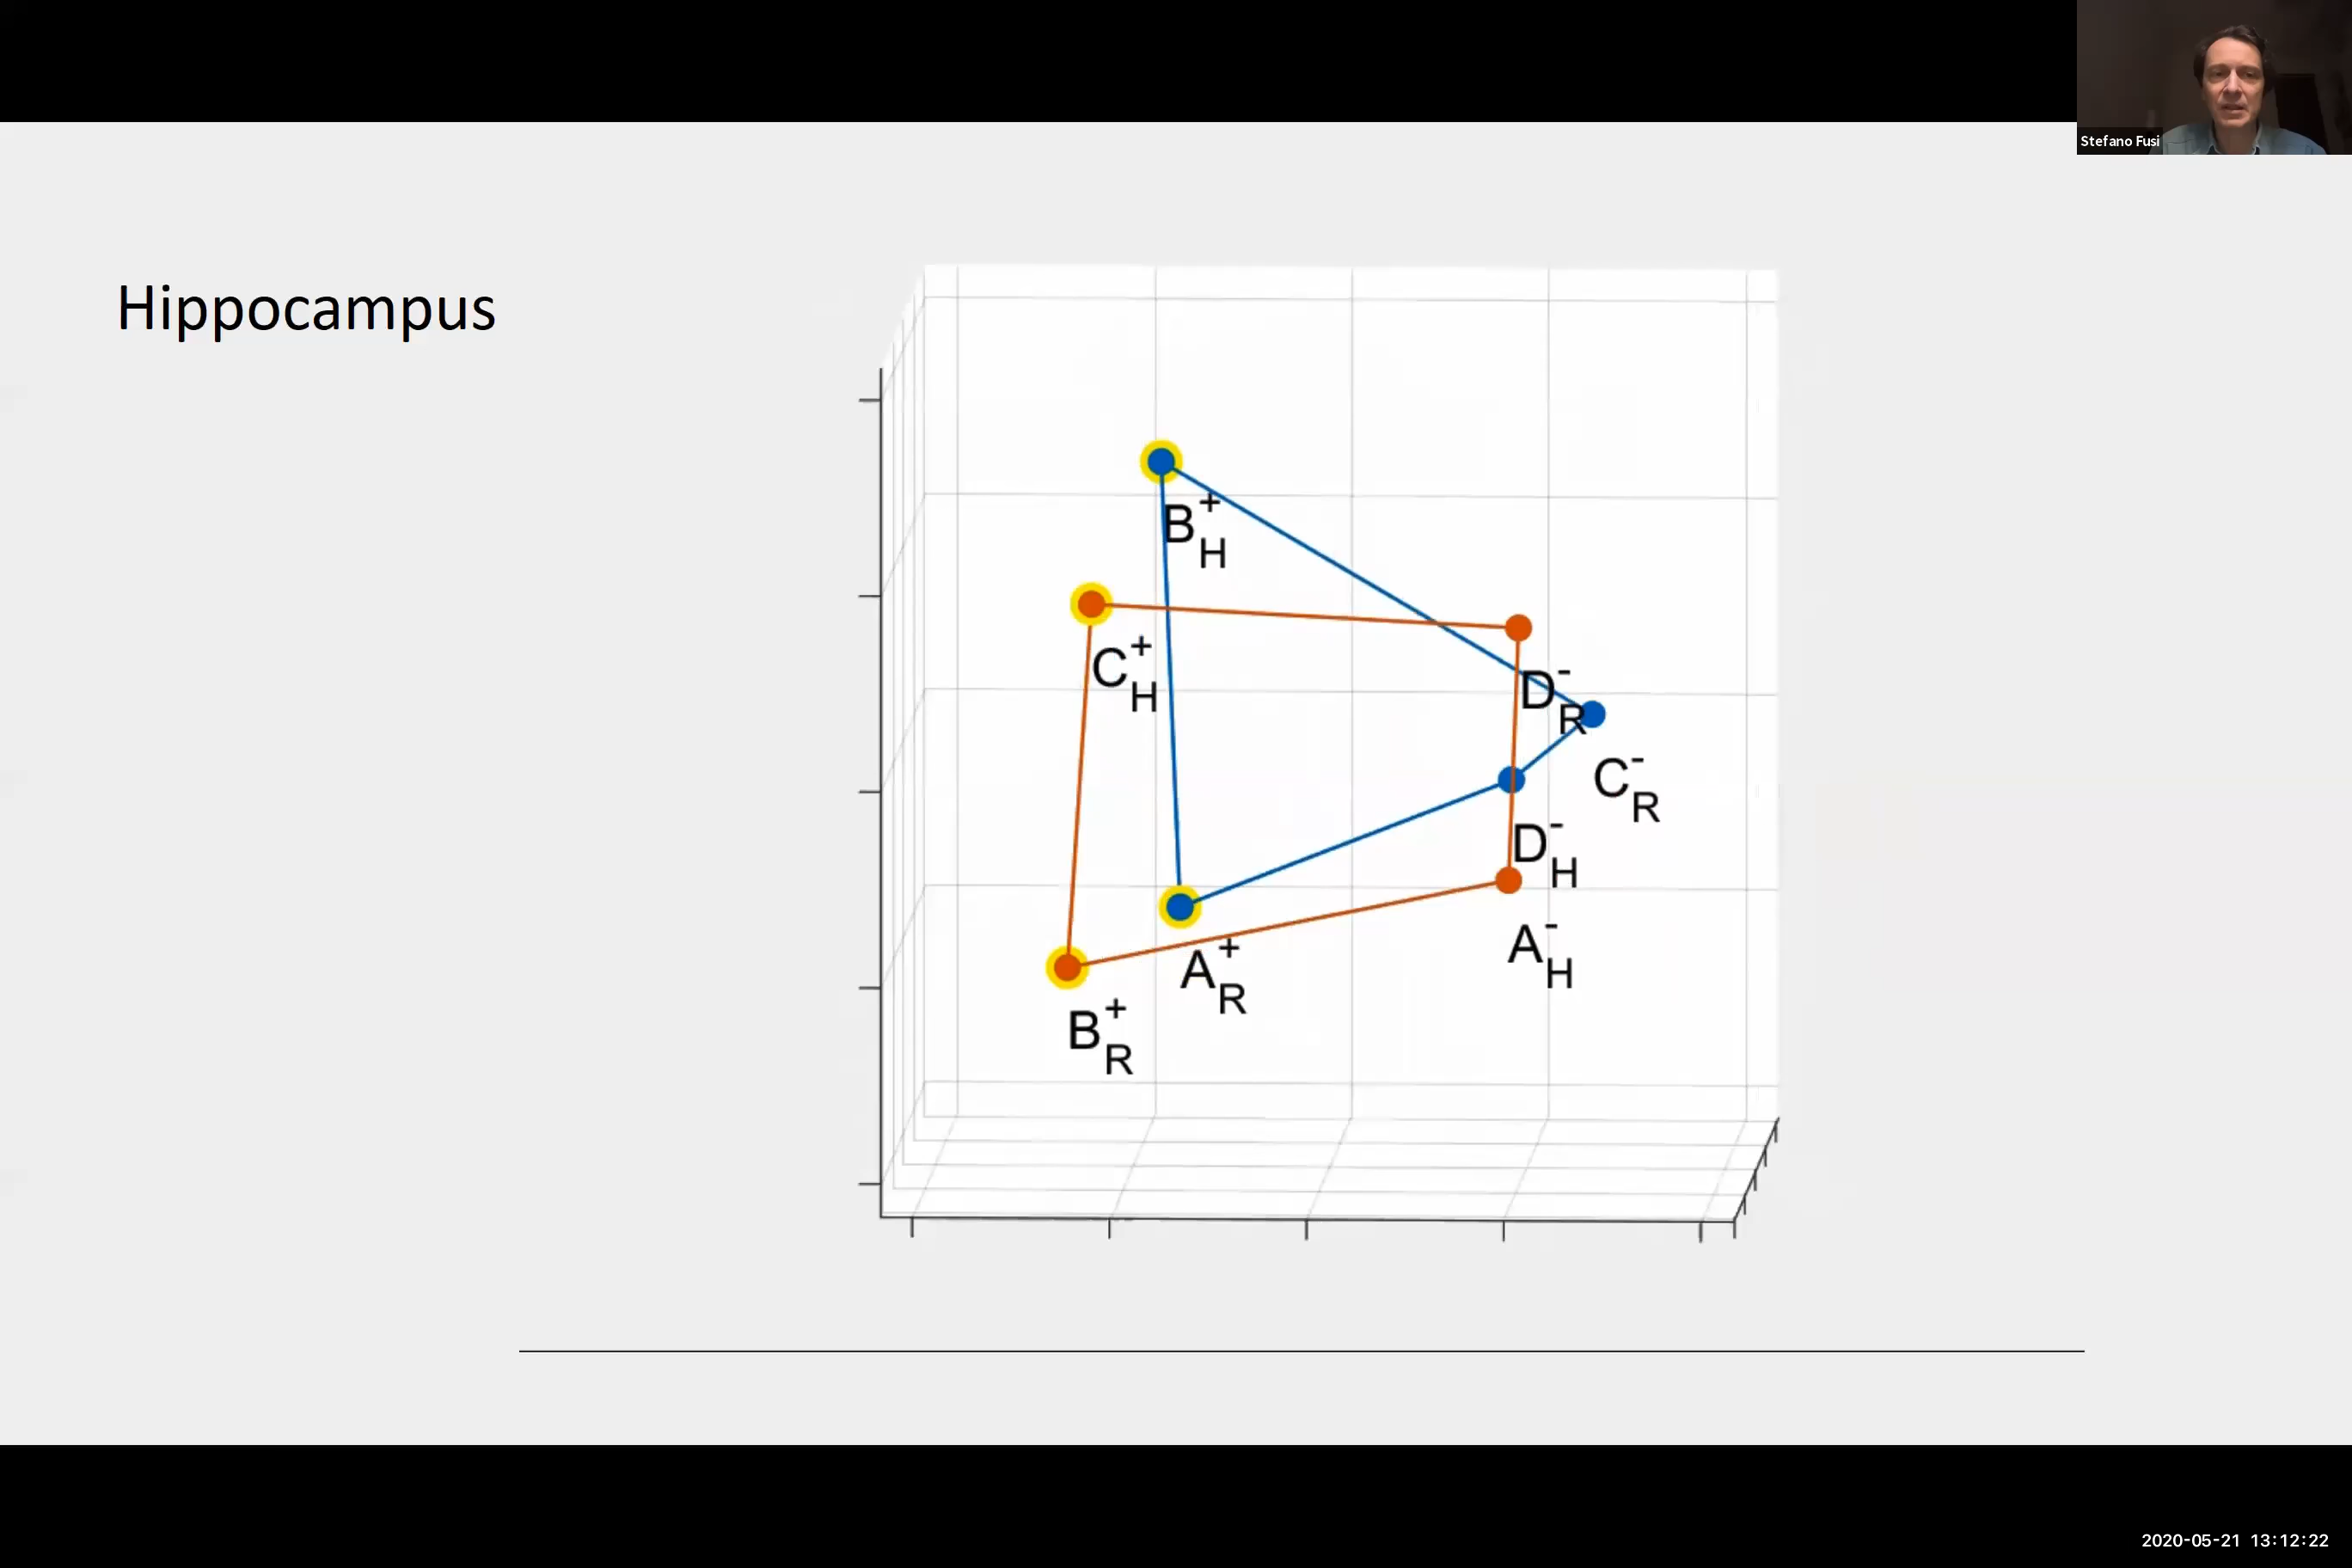 Stefano Fusi
Hippocampus
B+H
C+H
D-R
C-R
D-H
A-H
A+R
B+R
2020-05-21 13:12:22